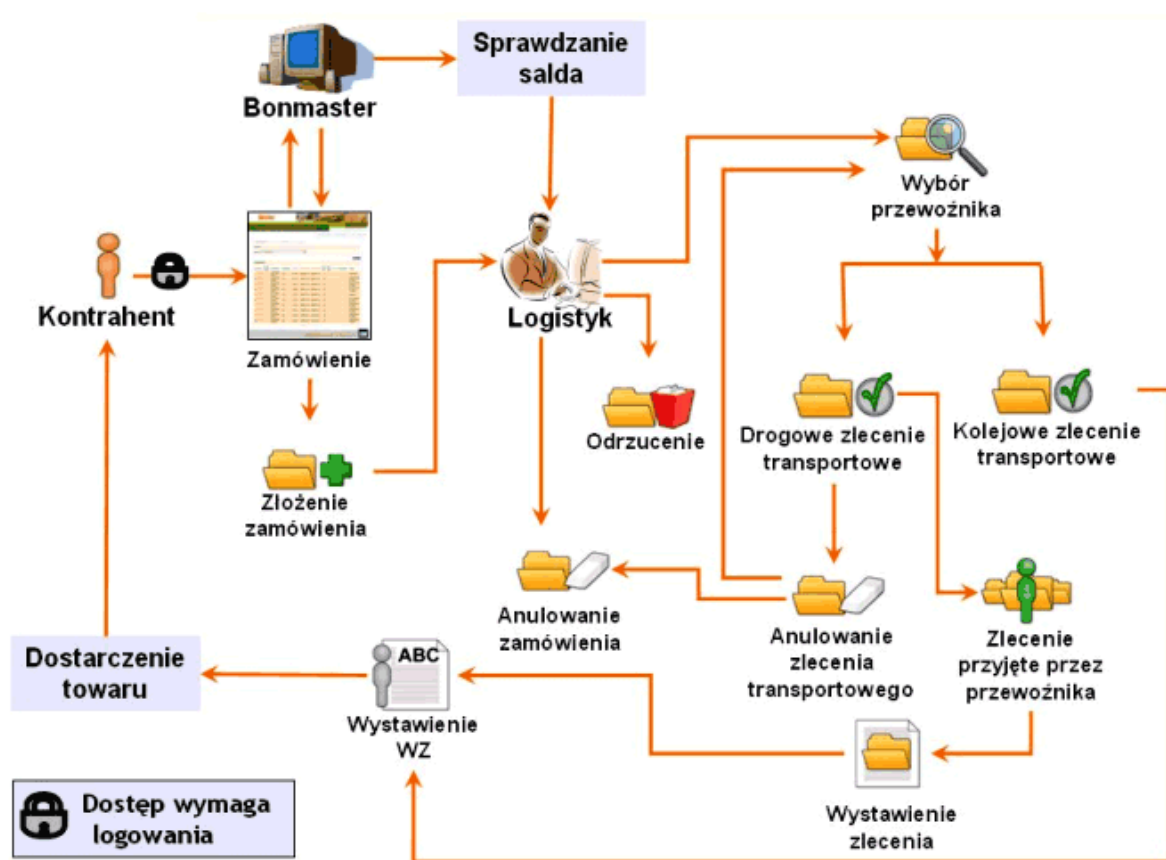 Sprawdzanie
salda
Bonmaster
Wybór
przewoźnika
Kontrahent
Logistyk
Zamówienie
Odrzucenie
Drogowe zlecenie
transportowe
Kolejowe zlecenie
transportowe
Złożenie
zamówienia
Anulowanie
zamówienia
Anulowanie
zlecenia
transportowego
Zlecenie
przyjęte przez
przewoźnika
Dostarczenie
towaru
ABC
Wystawienie
WZ
Wystawienie
zlecenia
Dostęp wymaga
logowania